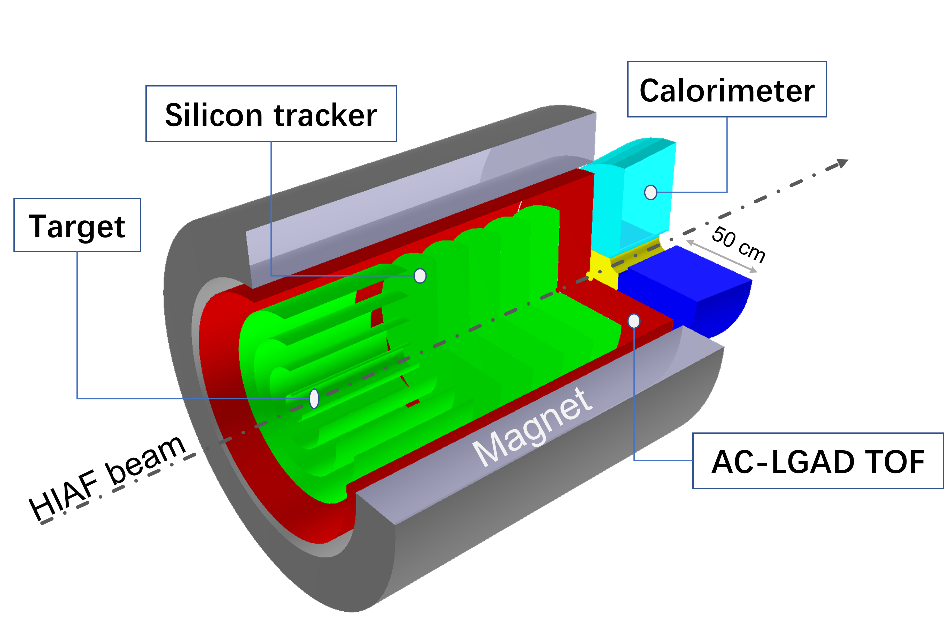 Calorimeter
Silicon tracker
Target
50 cm
Magnet
HIAF beam
AC-LGAD TOF